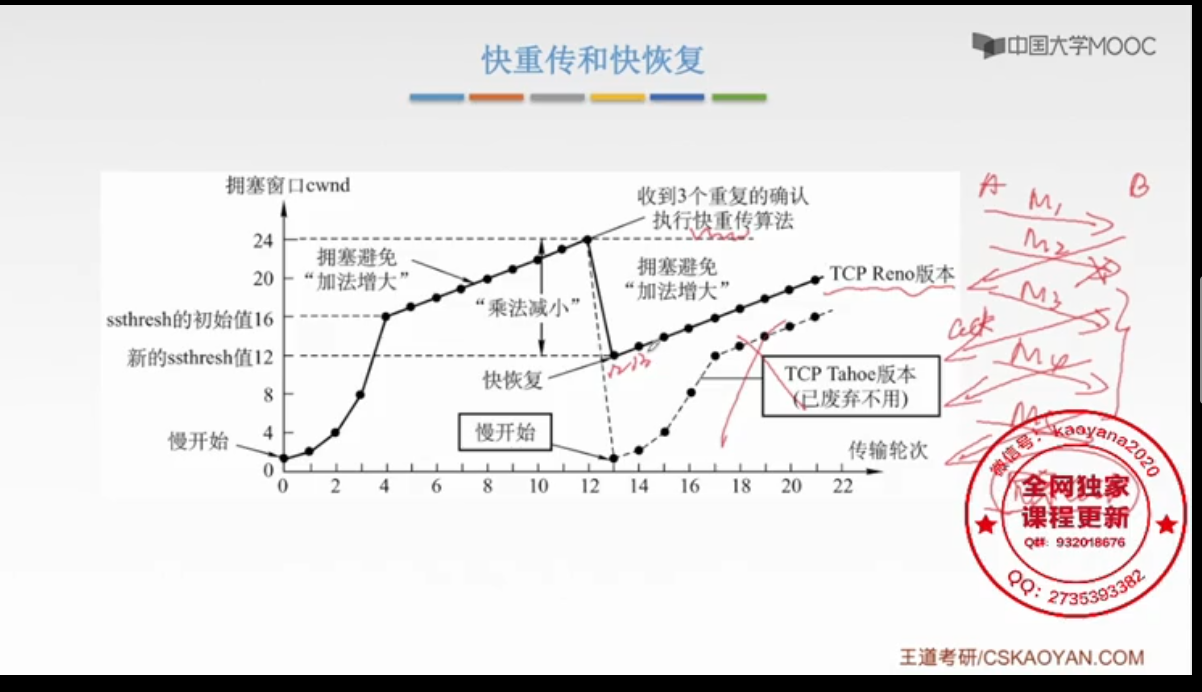 中国大学MOOC
快重传和快恢复
拥塞窗口cwnd
收到3个重复的确认
执行快重传算法
24
拥塞避免
“加法增大”
拥塞避免
“加法增大”
20
TCP Reno版本
“乘法减小”
ssthresh的初始值16
新的ssthresh值12
快恢复
TCP Tahoe版本
(已废弃不用)
8
慢开始
4
慢开始
传输轮次
0
0 2 4 6 8 10 12 14 16 18 20 22
A B
M1
M2
M3
ack
M4
12 13
微信号: kaoyana2020
全网独家
课程更新
Q群: 932018676
QQ: 2735393382
王道考研/CSKAOYAN.COM